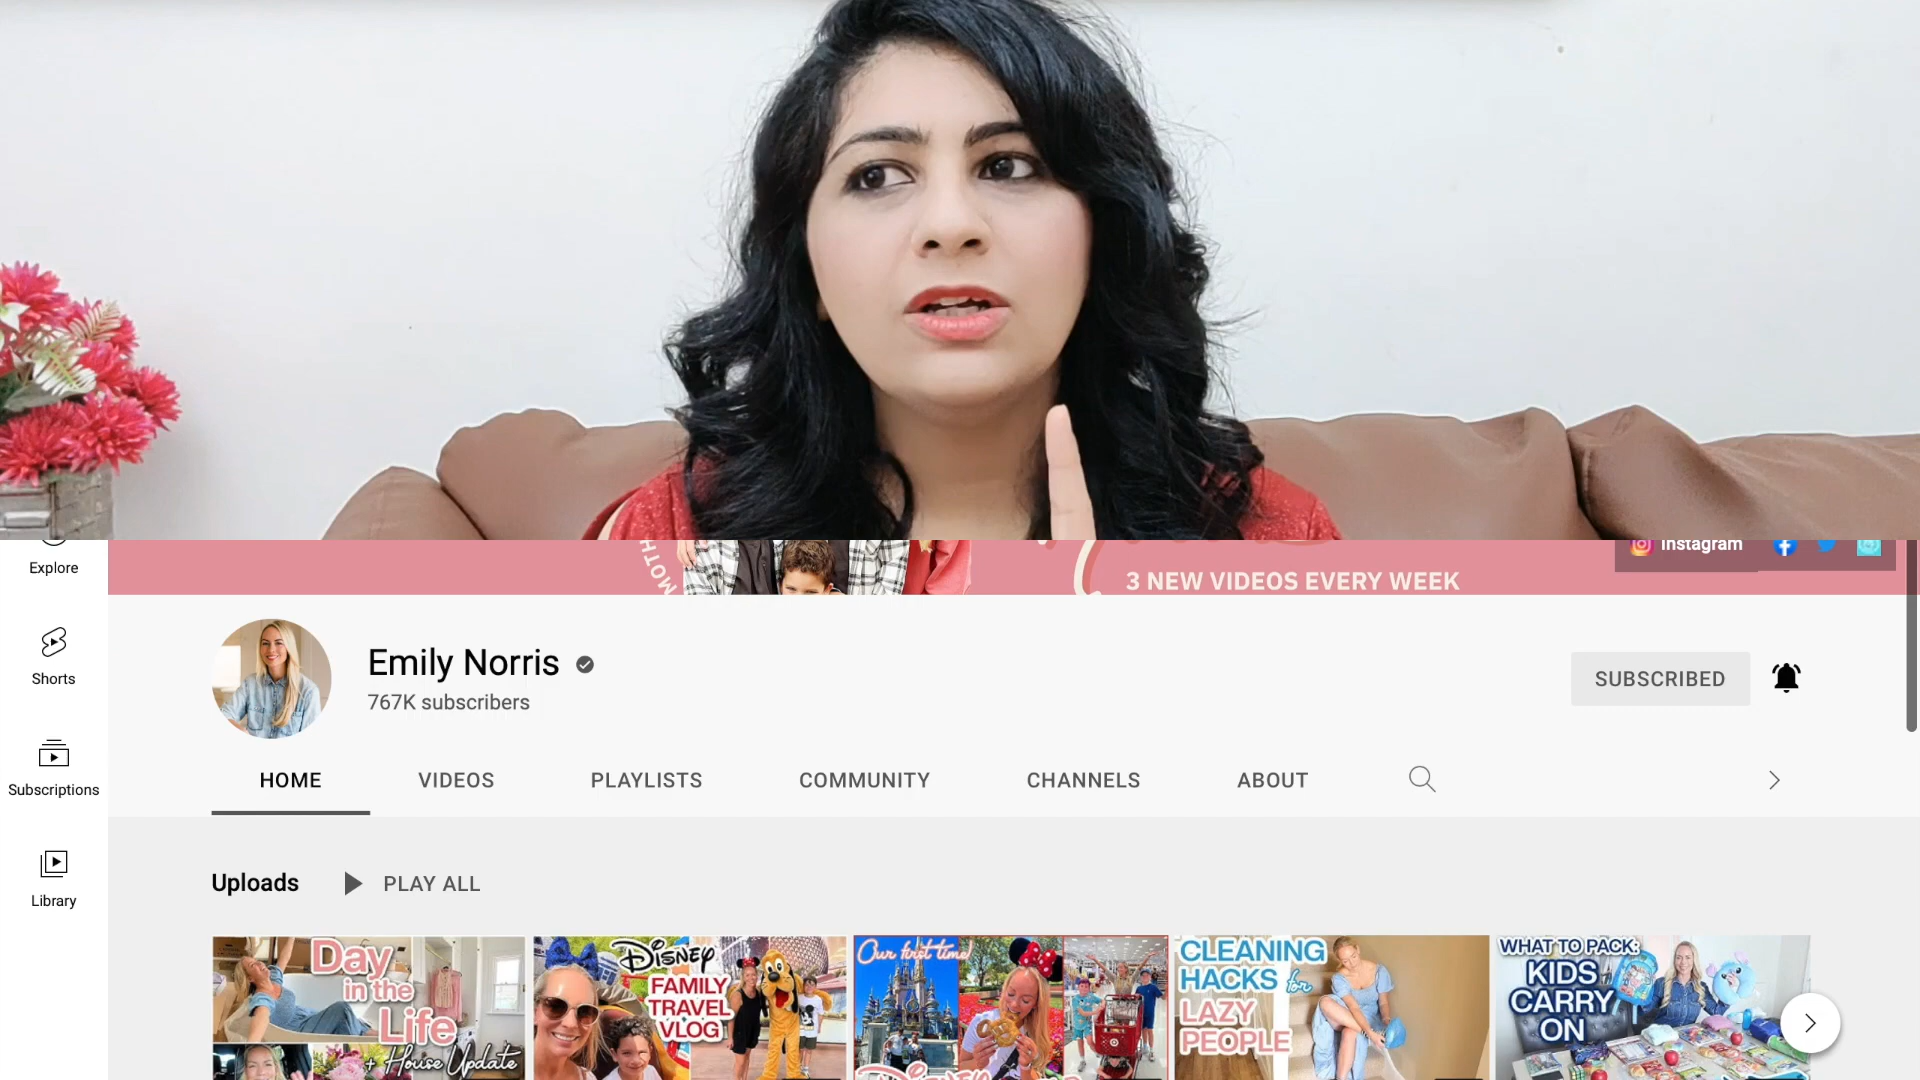 Instagram
MOTH
3 NEW VIDEOS EVERY WEEK
Explore
Shorts
Subscriptions
Library
Emily Norris
767K subscribers
SUBSCRIBED
HOME
VIDEOS
PLAYLISTS
COMMUNITY
CHANNELS
ABOUT
Uploads
PLAY ALL
Day
in the
Life
+ House Update
DISNEY
FAMILY
TRAVEL
VLOG
Our first time!
CLEANING
HACKS for
LAZY
PEOPLE
WHAT TO PACK:
KIDS
CARRY
ON